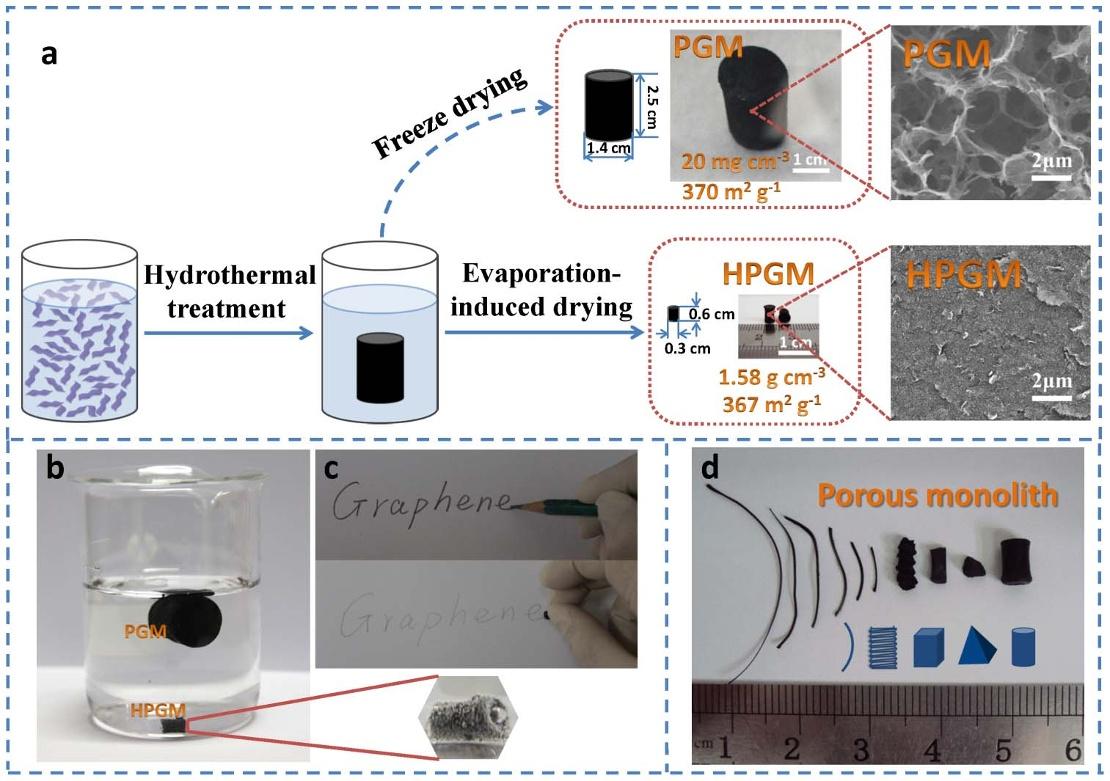 a
Freeze drying
2.5 cm
1.4 cm
PGM
20 mg cm⁻³
1 cm
370 m² g⁻¹
PGM
2μm
Hydrothermal
treatment
Evaporation-
induced drying
0.6 cm
0.3 cm
HPGM
1 cm
1.58 g cm⁻³
367 m² g⁻¹
HPGM
2μm
b
PGM
HPGM
c
Graphene
Graphene
d
Porous monolith
cm 1 2 3 4 5 6